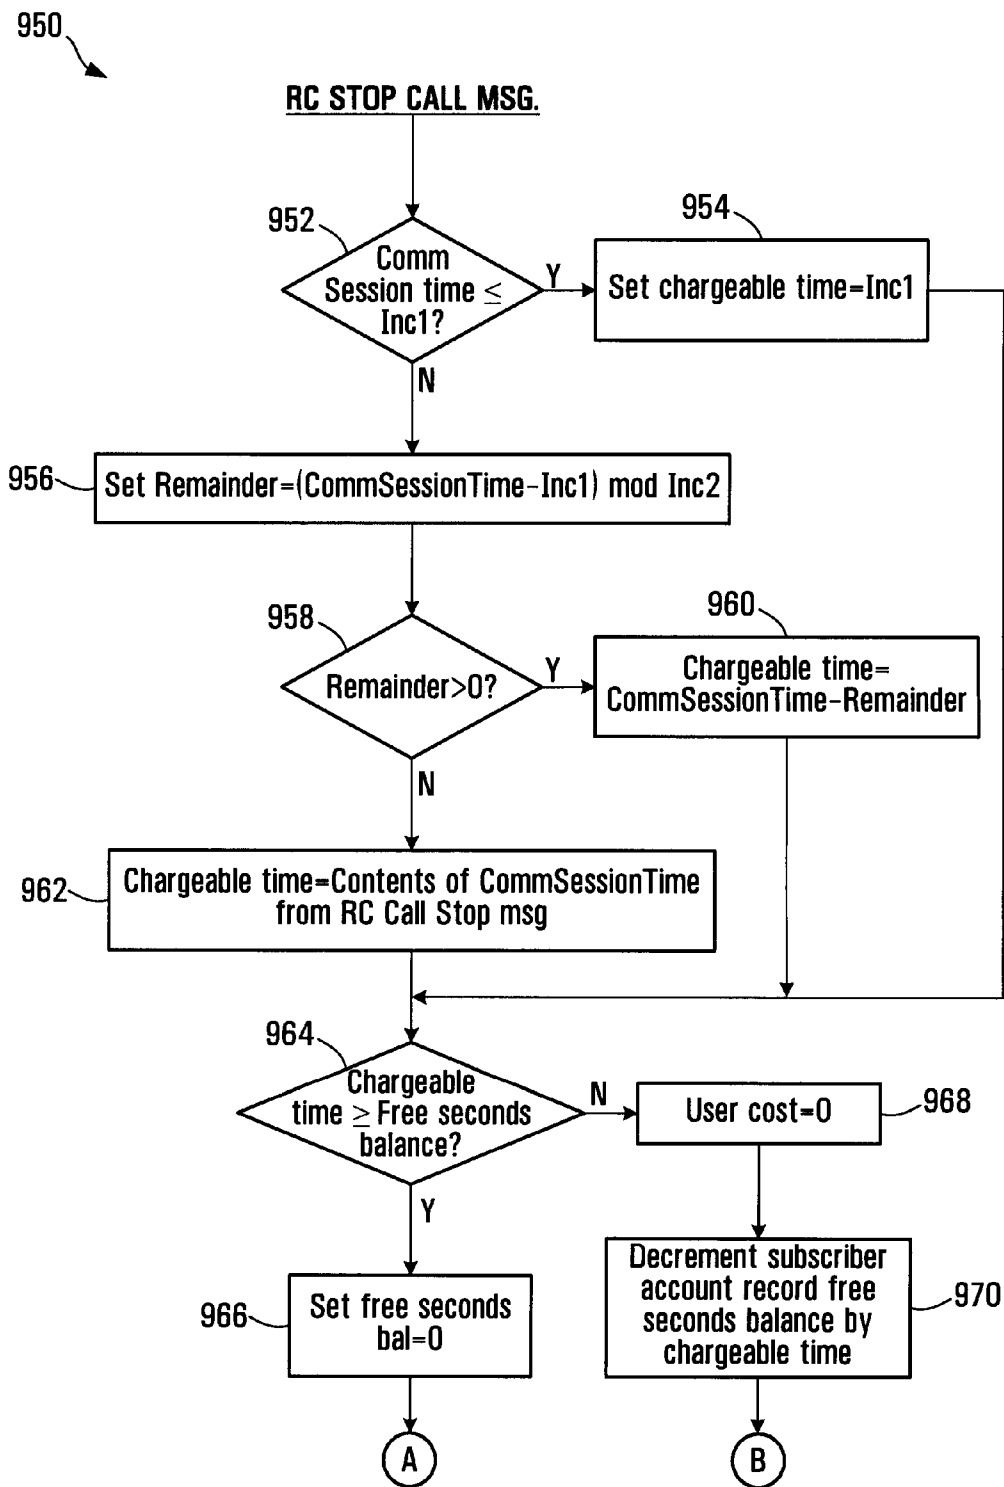 950
RC STOP CALL MSG.
952
Comm
Session time ≤
Inc1?
Y
954
Set chargeable time=Inc1
N
956
Set Remainder=(CommSessionTime-Inc1) mod Inc2
958
Remainder>0?
Y
960
Chargeable time=
CommSessionTime-Remainder
N
962
Chargeable time=Contents of CommSessionTime
from RC Call Stop msg
964
Chargeable
time ≥ Free seconds
balance?
N
User cost=0
968
Y
966
Set free seconds
bal=0
Decrement subscriber
account record free
seconds balance by
chargeable time
970
A
B